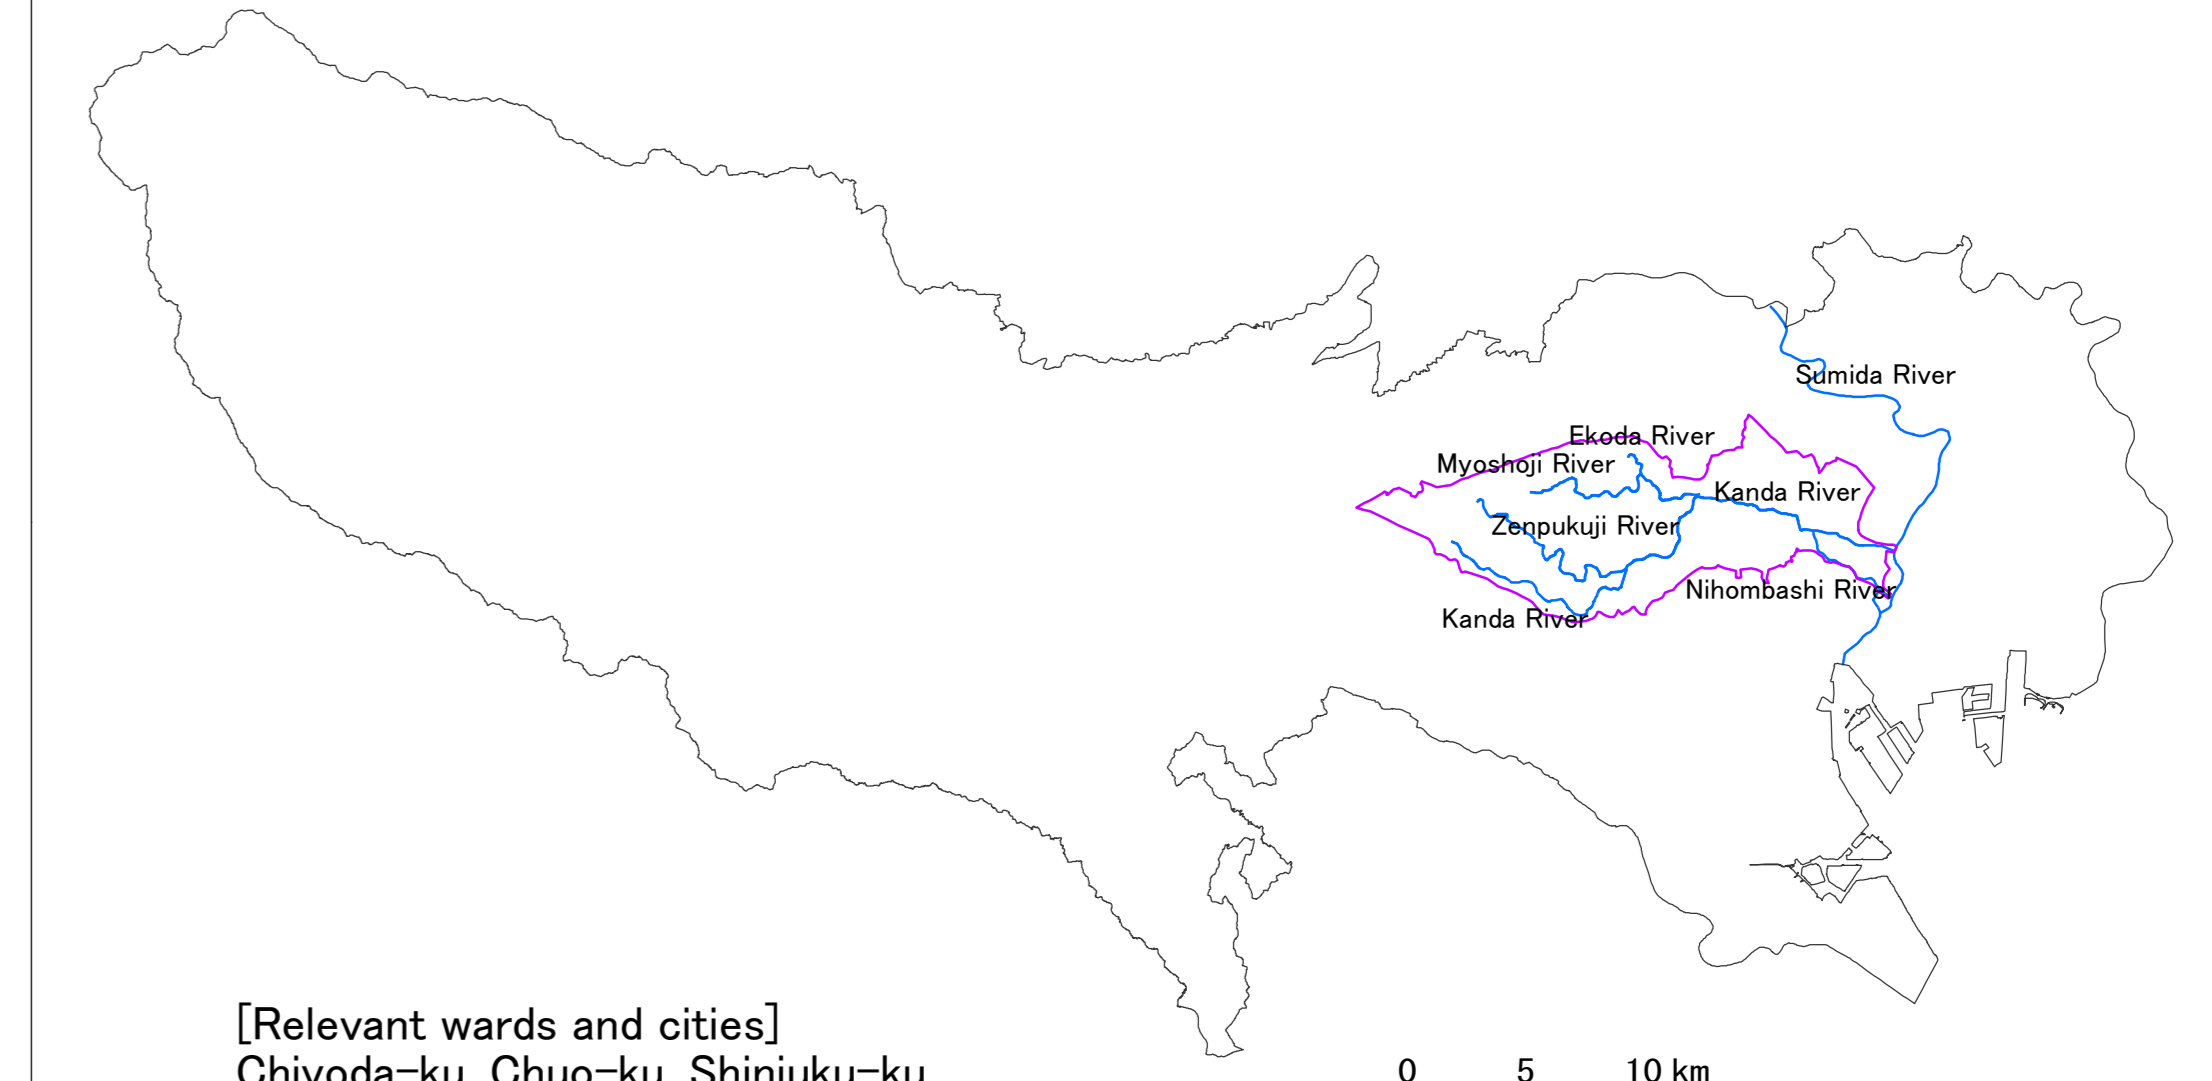 Sumida River
Ekoda River
Myoshoji River
Kanda River
Zenpukuji River
Nihombashi River
Kanda River
[Relevant wards and cities]
Chiyoda-ku, Chuo-ku, Shinjuku-ku,
0 5 10 km